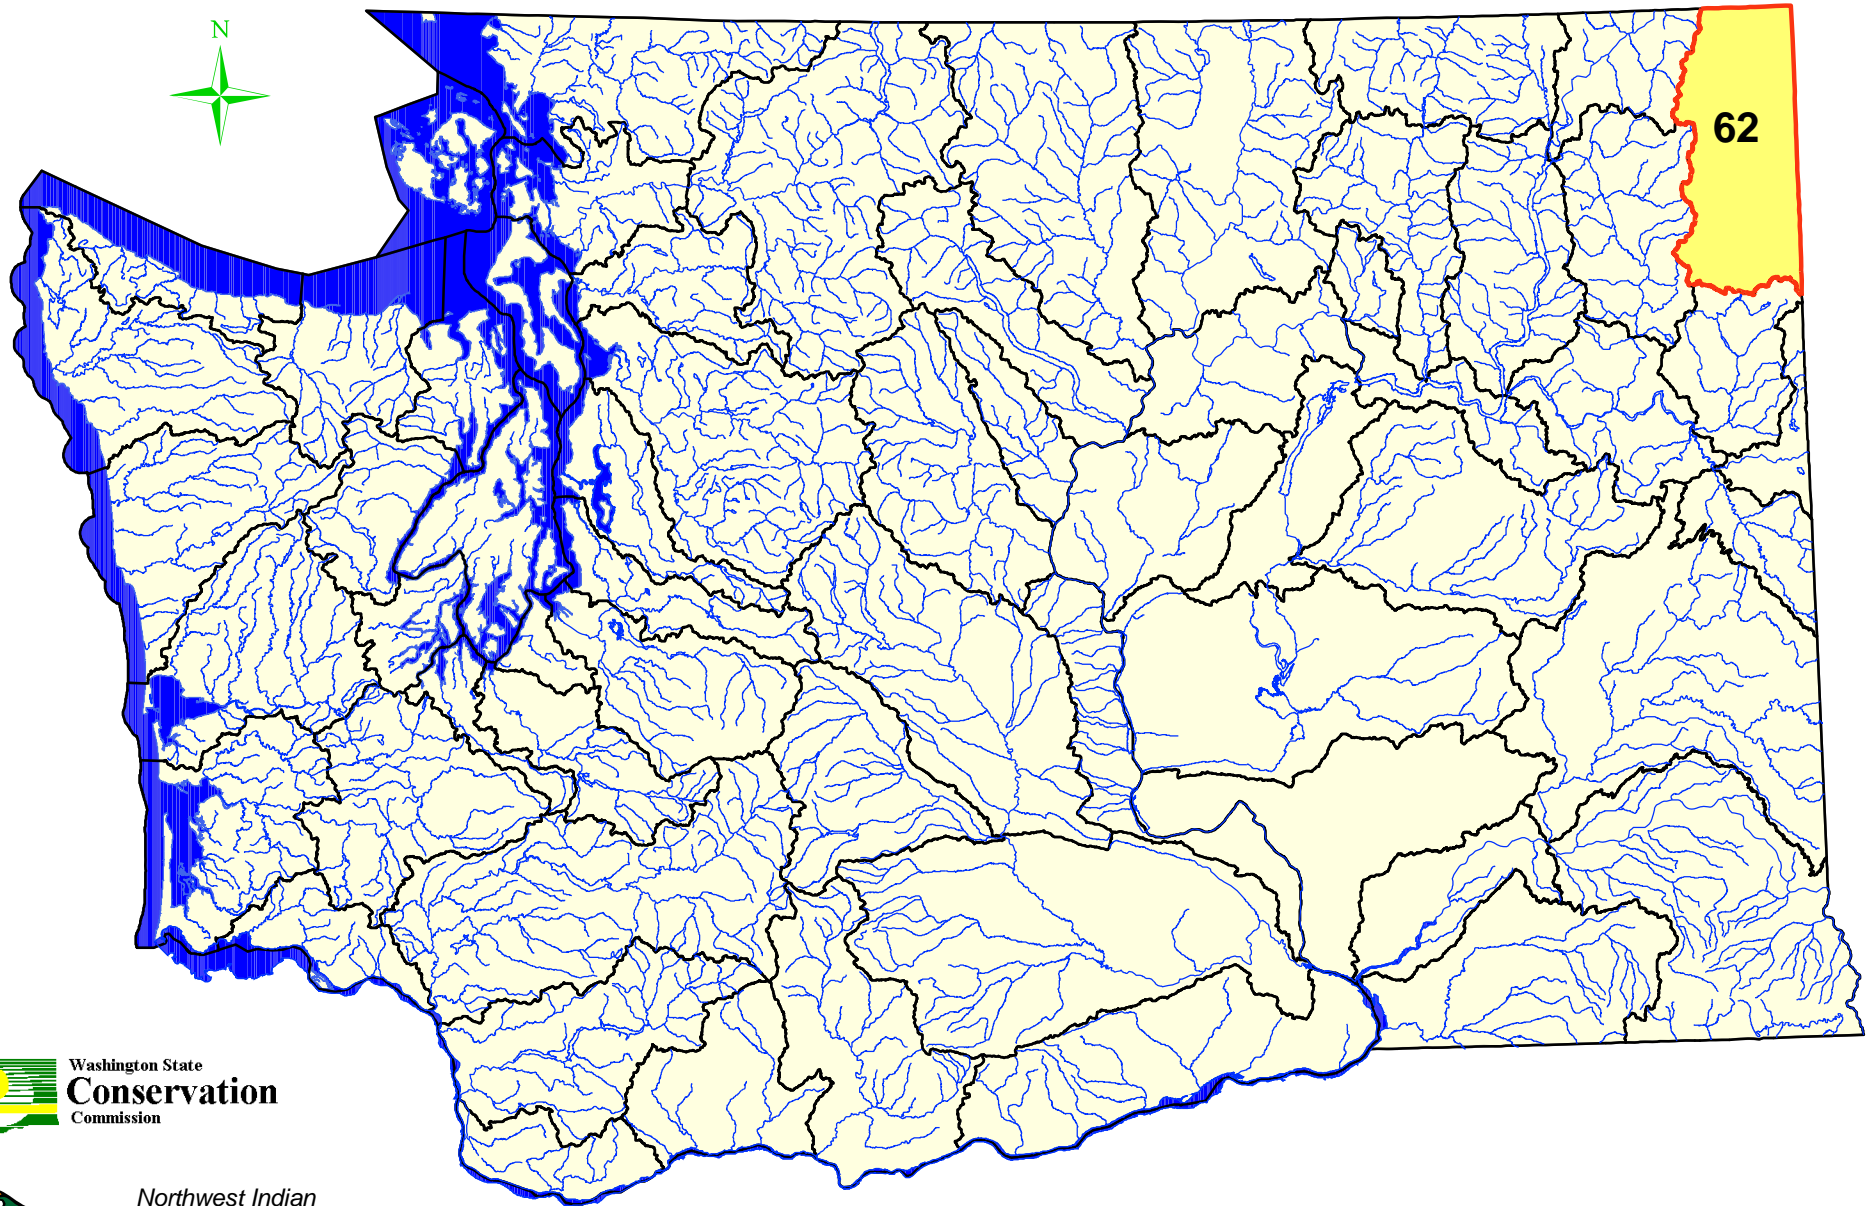 N
62
Washington State
Conservation
Commission
Northwest Indian